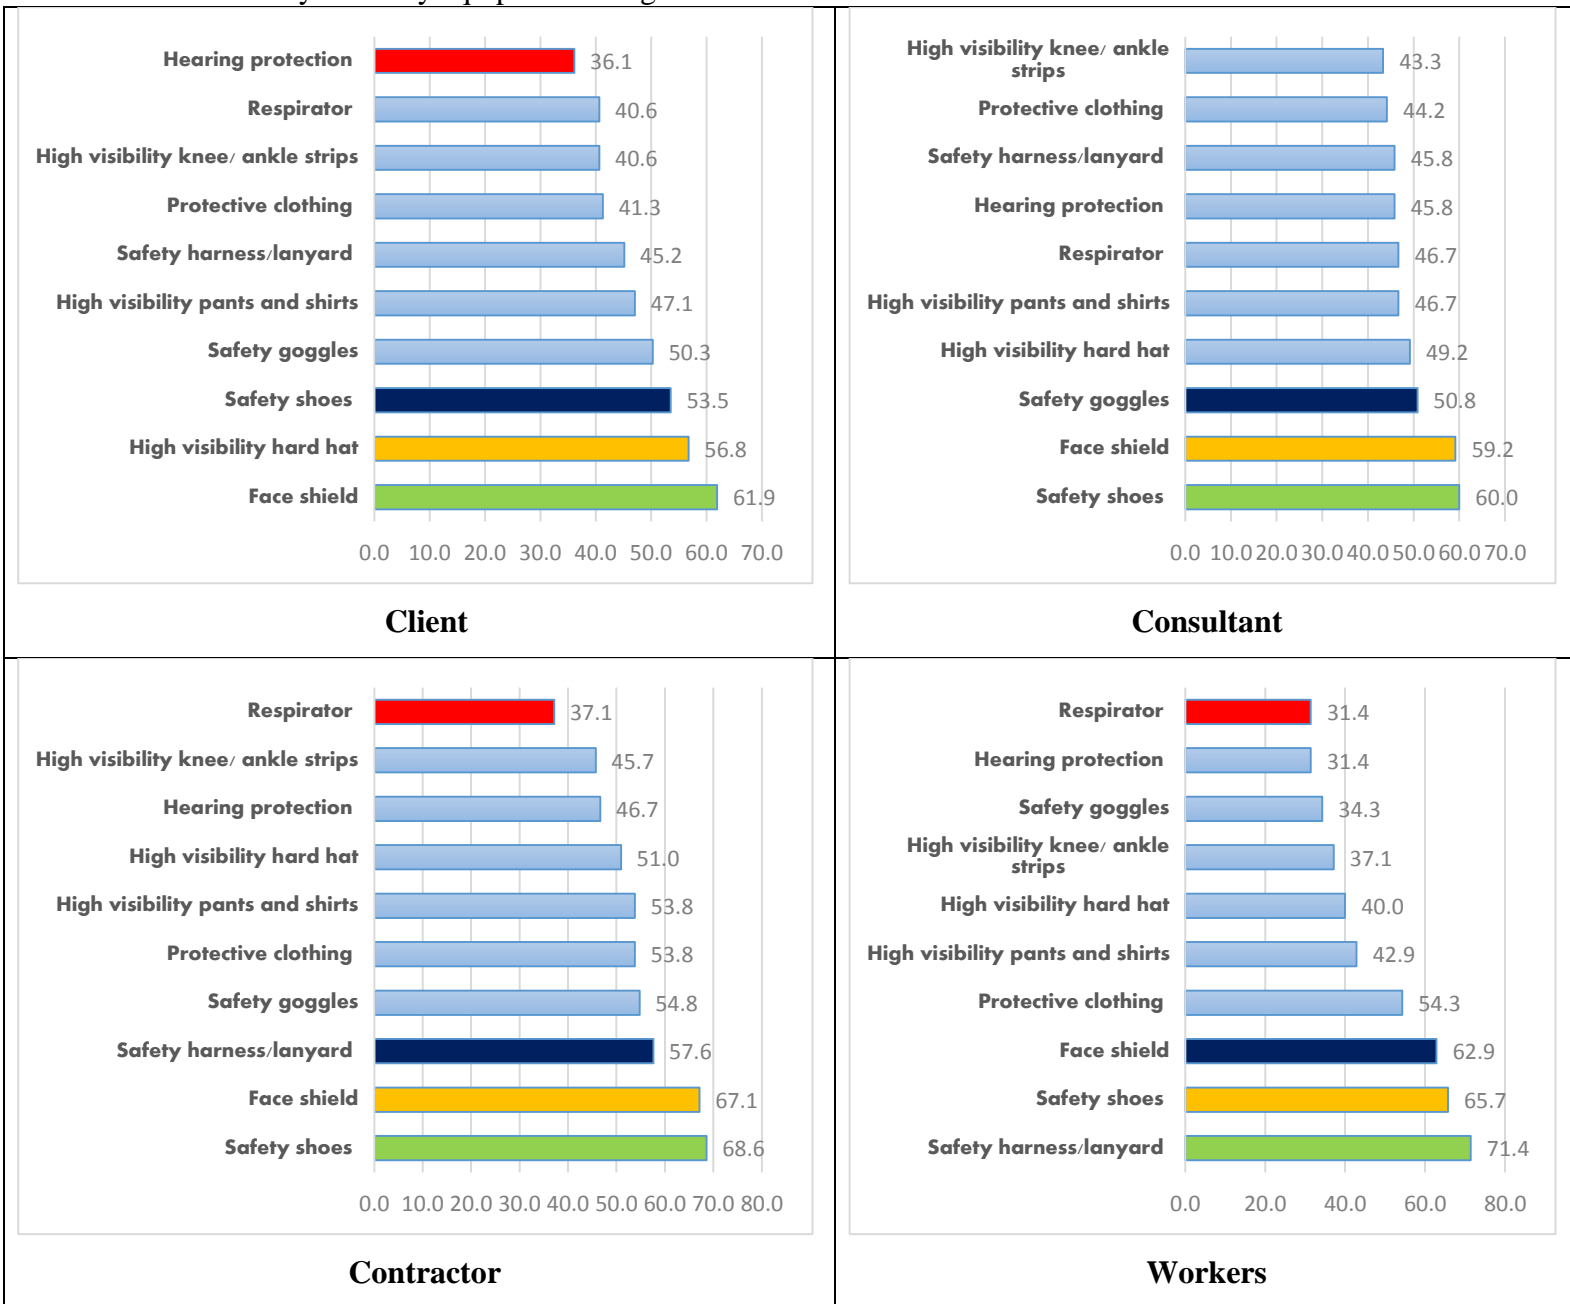 Hearing protection 36.1
Respirator 40.6
High visibility knee/ ankle strips 40.6
Protective clothing 41.3
Safety harness/lanyard 45.2
High visibility pants and shirts 47.1
Safety goggles 50.3
Safety shoes 53.5
High visibility hard hat 56.8
Face shield 61.9
0.0 10.0 20.0 30.0 40.0 50.0 60.0 70.0
Client
High visibility knee/ ankle
strips 43.3
Protective clothing 44.2
Safety harness/lanyard 45.8
Hearing protection 45.8
Respirator 46.7
High visibility pants and shirts 46.7
High visibility hard hat 49.2
Safety goggles 50.8
Face shield 59.2
Safety shoes 60.0
0.0 10.0 20.0 30.0 40.0 50.0 60.0 70.0
Consultant
Respirator 37.1
High visibility knee/ ankle strips 45.7
Hearing protection 46.7
High visibility hard hat 51.0
High visibility pants and shirts 53.8
Protective clothing 53.8
Safety goggles 54.8
Safety harness/lanyard 57.6
Face shield 67.1
Safety shoes 68.6
0.0 10.0 20.0 30.0 40.0 50.0 60.0 70.0 80.0
Contractor
Respirator 31.4
Hearing protection 31.4
Safety goggles 34.3
High visibility knee/ ankle
strips 37.1
High visibility hard hat 40.0
High visibility pants and shirts 42.9
Protective clothing 54.3
Face shield 62.9
Safety shoes 65.7
Safety harness/lanyard 71.4
0.0 20.0 40.0 60.0 80.0
Workers